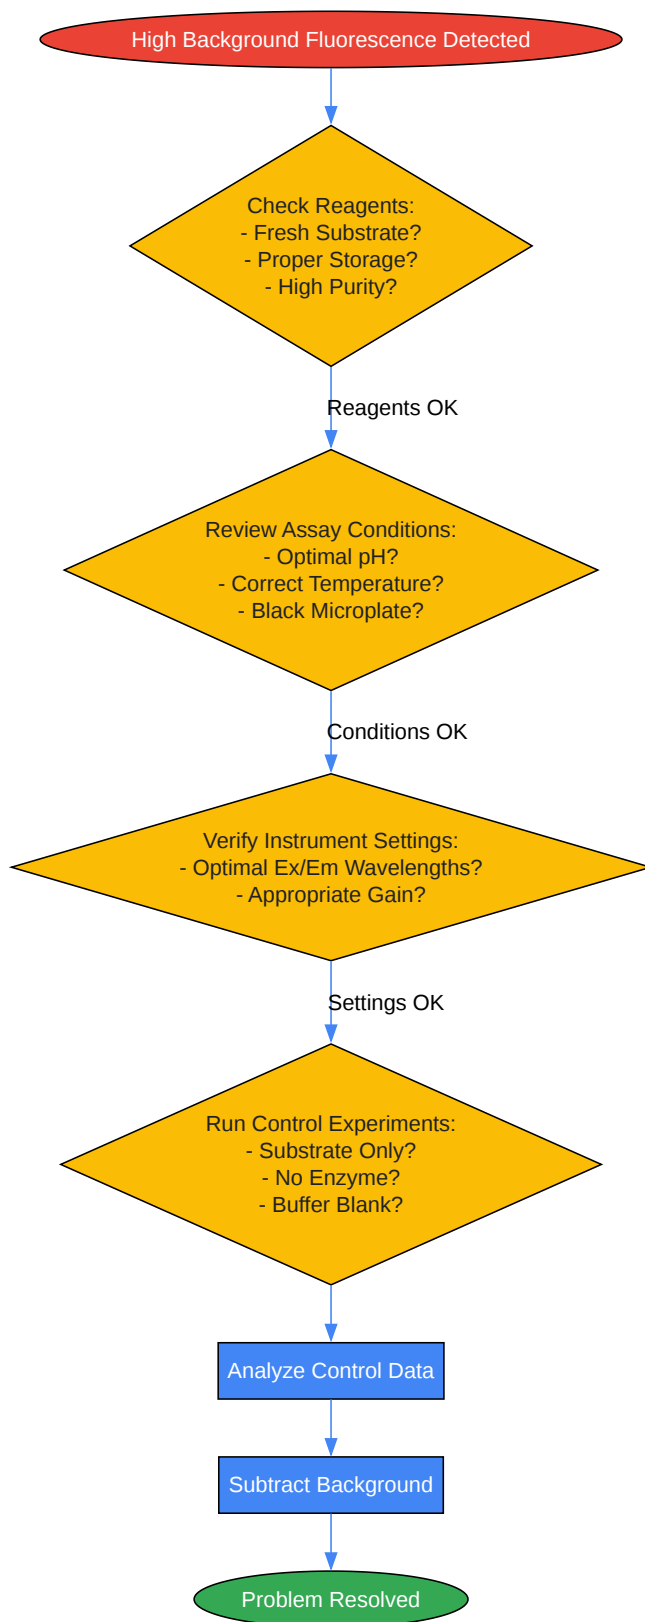 High Background Fluorescence Detected
Check Reagents:
- Fresh Substrate?
- Proper Storage?
- High Purity?
Reagents OK
Review Assay Conditions:
- Optimal pH?
- Correct Temperature?
- Black Microplate?
Conditions OK
Verify Instrument Settings:
- Optimal Ex/Em Wavelengths?
- Appropriate Gain?
Settings OK
Run Control Experiments:
- Substrate Only?
- No Enzyme?
- Buffer Blank?
Analyze Control Data
Subtract Background
Problem Resolved